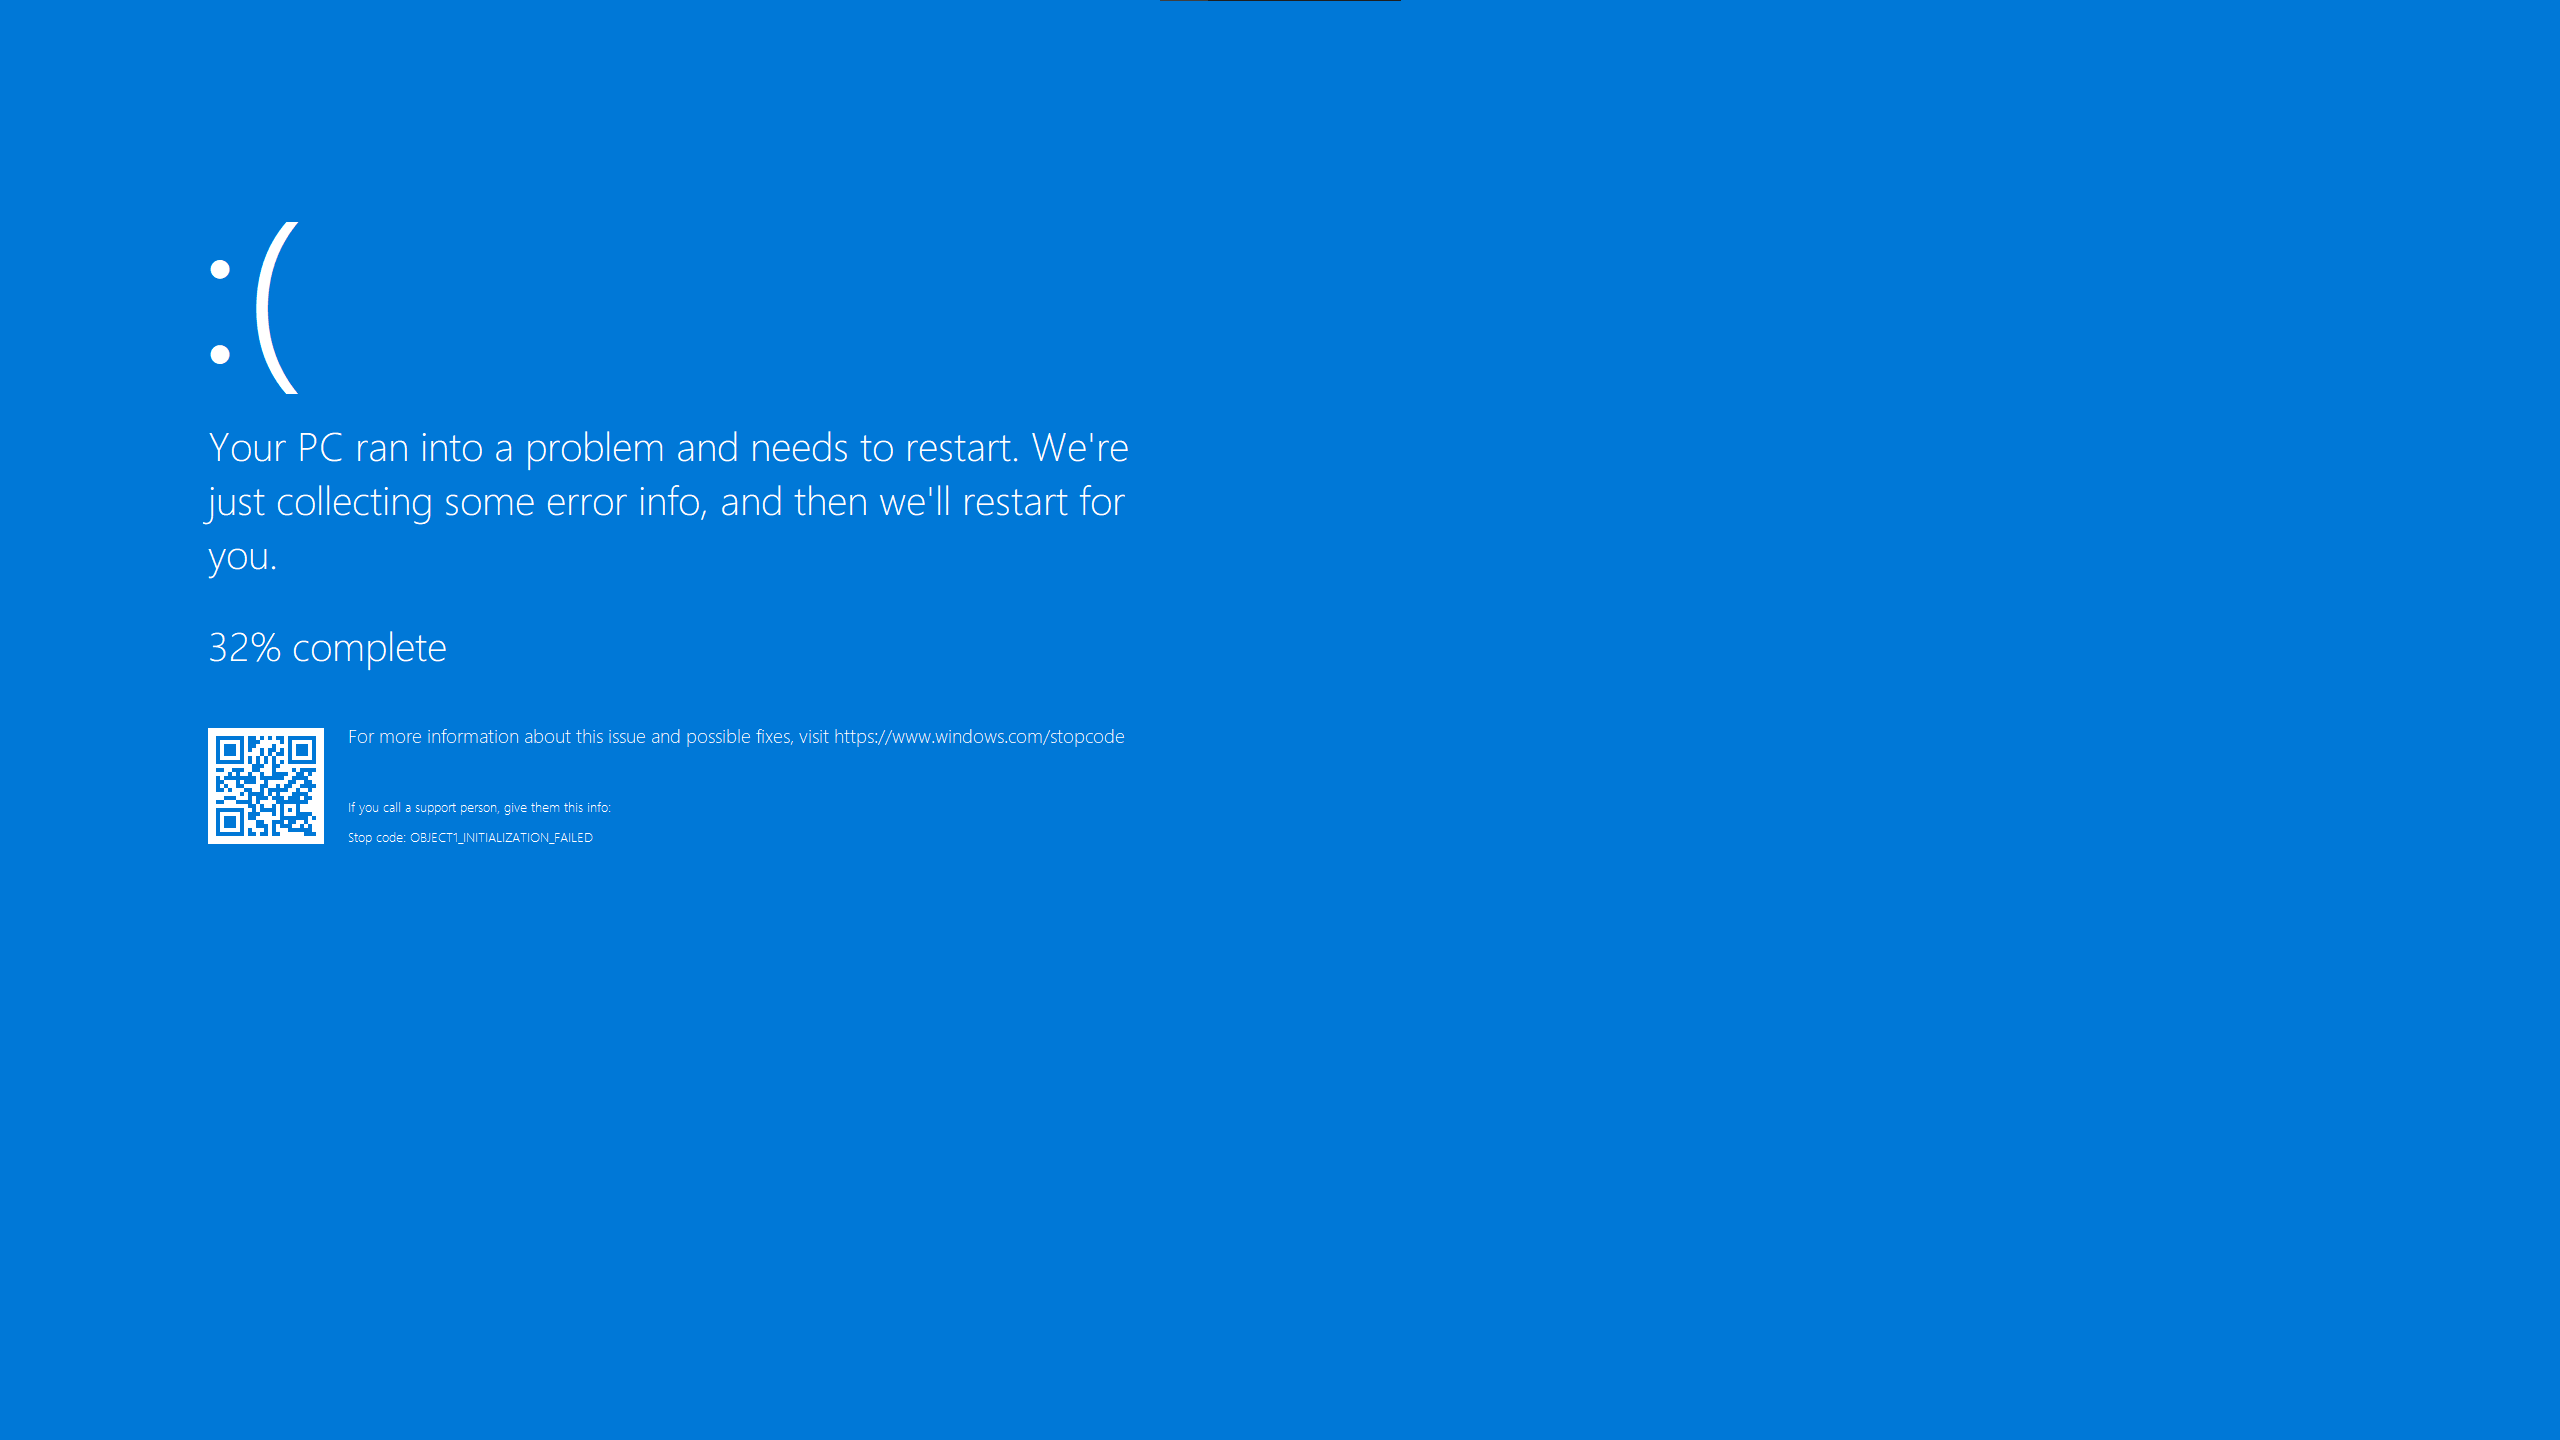 :(
Your PC ran into a problem and needs to restart. We're
just collecting some error info, and then we'll restart for
you.
32% complete
For more information about this issue and possible fixes, visit https://www.windows.com/stopcode
If you call a support person, give them this info:
Stop code: OBJECT1_INITIALIZATION_FAILED